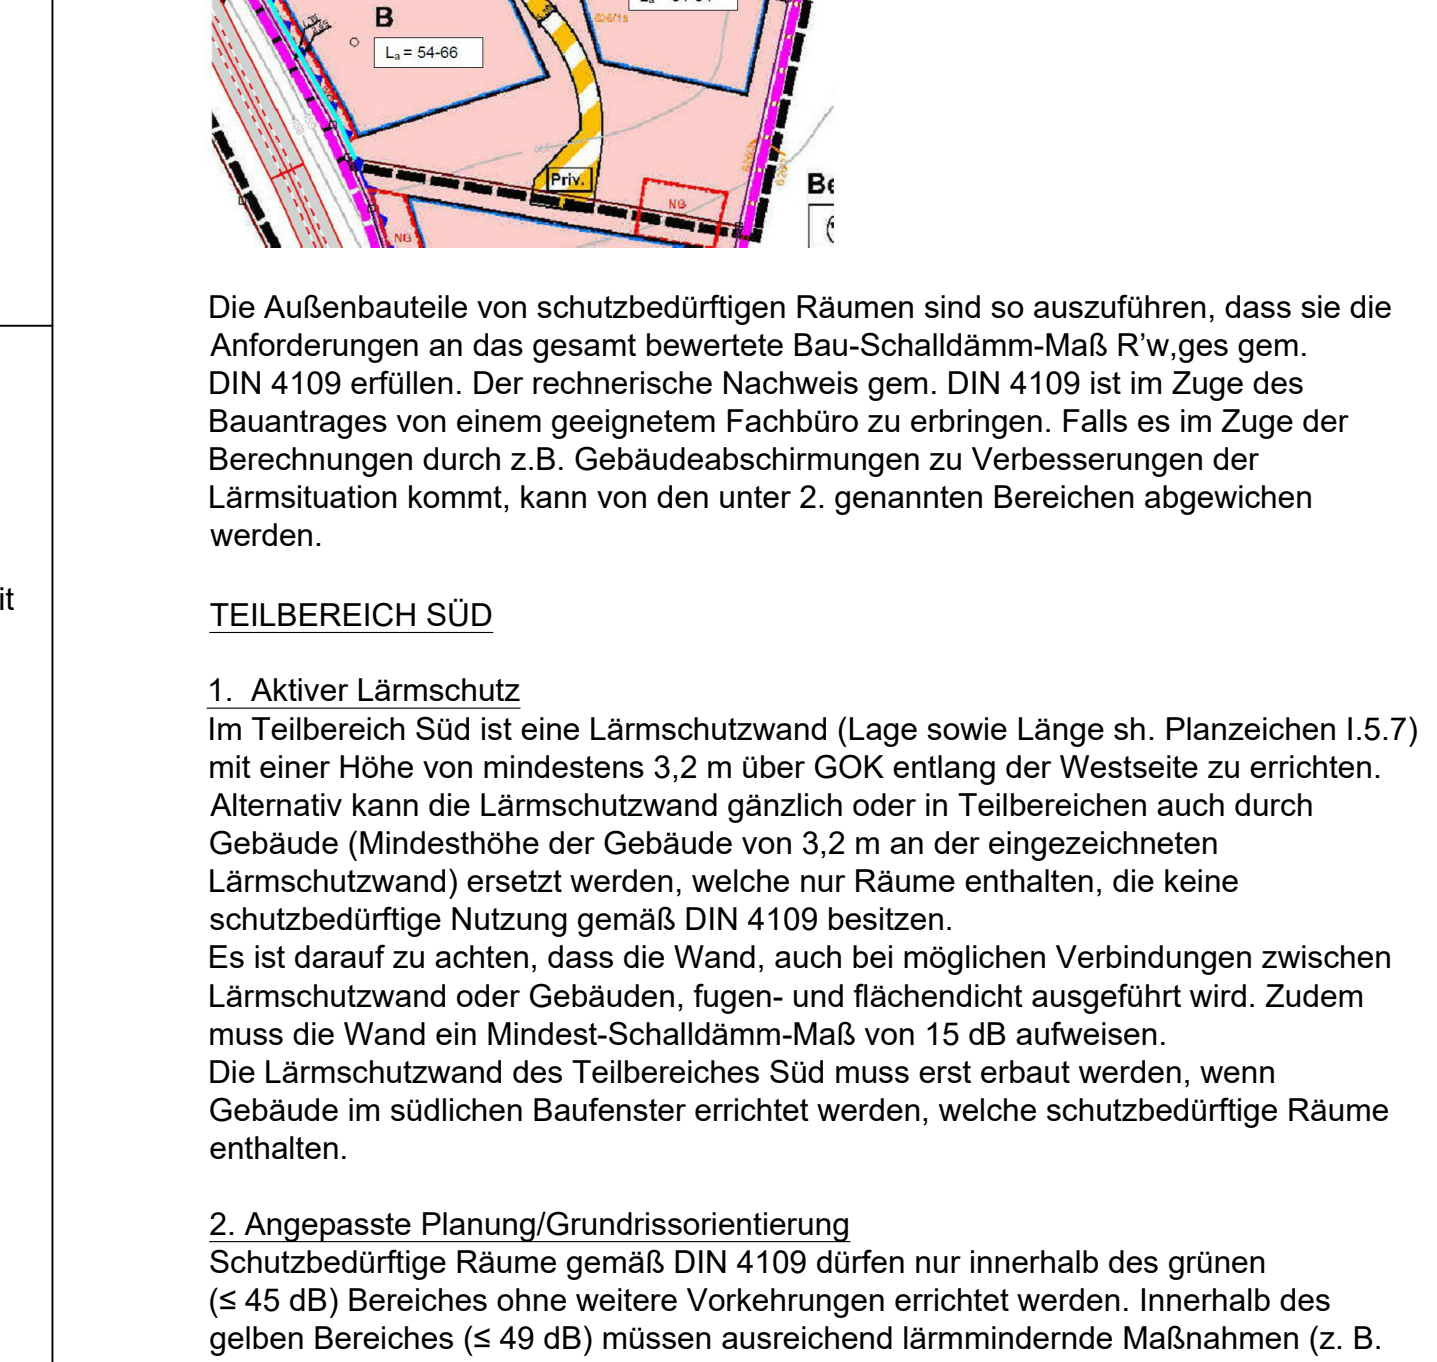 B
Lₐ = 54-66
626/1s
Priv.
NG
NG
Be
it
Die Außenbauteile von schutzbedürftigen Räumen sind so auszuführen, dass sie die
Anforderungen an das gesamt bewertete Bau-Schalldämm-Maß R’w,ges gem.
DIN 4109 erfüllen. Der rechnerische Nachweis gem. DIN 4109 ist im Zuge des
Bauantrages von einem geeignetem Fachbüro zu erbringen. Falls es im Zuge der
Berechnungen durch z.B. Gebäudeabschirmungen zu Verbesserungen der
Lärmsituation kommt, kann von den unter 2. genannten Bereichen abgewichen
werden.
TEILBEREICH SÜD
1. Aktiver Lärmschutz
Im Teilbereich Süd ist eine Lärmschutzwand (Lage sowie Länge sh. Planzeichen I.5.7)
mit einer Höhe von mindestens 3,2 m über GOK entlang der Westseite zu errichten.
Alternativ kann die Lärmschutzwand gänzlich oder in Teilbereichen auch durch
Gebäude (Mindesthöhe der Gebäude von 3,2 m an der eingezeichneten
Lärmschutzwand) ersetzt werden, welche nur Räume enthalten, die keine
schutzbedürftige Nutzung gemäß DIN 4109 besitzen.
Es ist darauf zu achten, dass die Wand, auch bei möglichen Verbindungen zwischen
Lärmschutzwand oder Gebäuden, fugen- und flächendicht ausgeführt wird. Zudem
muss die Wand ein Mindest-Schalldämm-Maß von 15 dB aufweisen.
Die Lärmschutzwand des Teilbereiches Süd muss erst erbaut werden, wenn
Gebäude im südlichen Baufenster errichtet werden, welche schutzbedürftige Räume
enthalten.
2. Angepasste Planung/Grundrissorientierung
Schutzbedürftige Räume gemäß DIN 4109 dürfen nur innerhalb des grünen
(≤ 45 dB) Bereiches ohne weitere Vorkehrungen errichtet werden. Innerhalb des
gelben Bereiches (≤ 49 dB) müssen ausreichend lärmmindernde Maßnahmen (z. B.